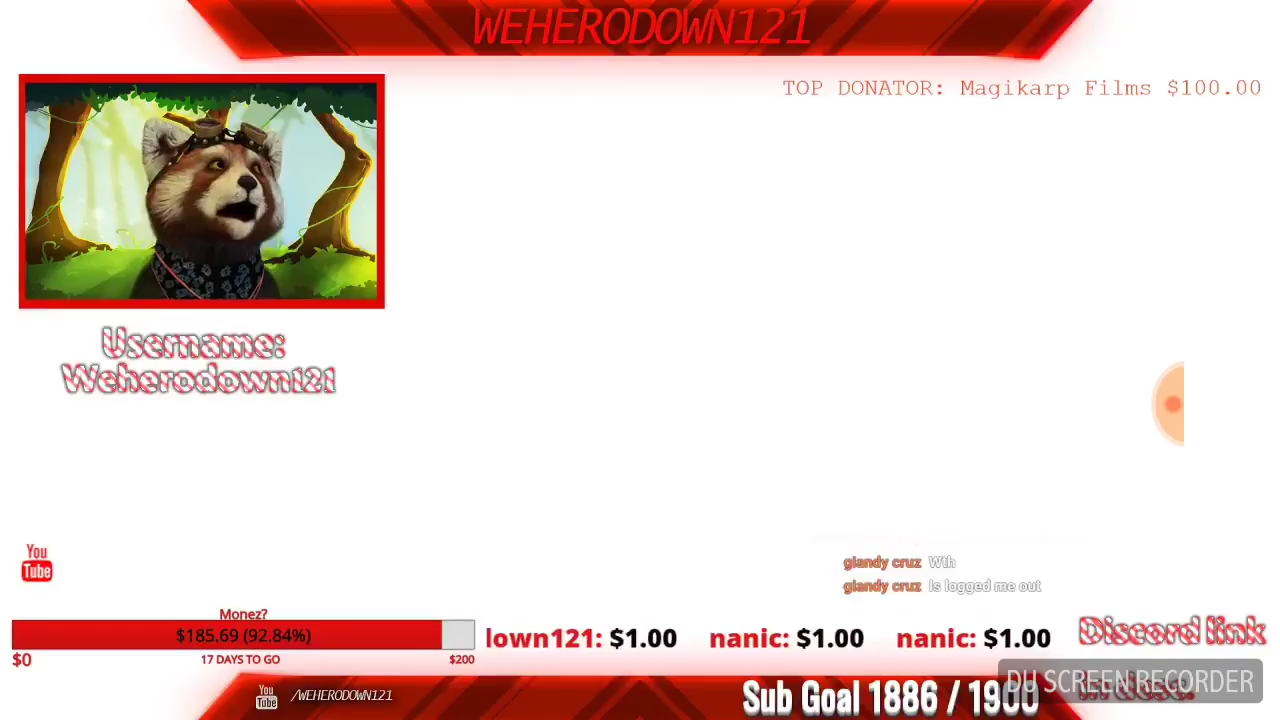 WEHERODOWN121
TOP DONATOR: Magikarp Films $100.00
Username:
Weherodown121
You
Tube
glandy cruz Wth
glandy cruz Is logged me out
Monez?
$185.69 (92.84%)
$0
17 DAYS TO GO
$200
lown121: $1.00 nanic: $1.00 nanic: $1.00
Discord link
You
Tube
/WEHERODOWN121
Sub Goal 1886 / 1900
DU SCREEN RECORDER